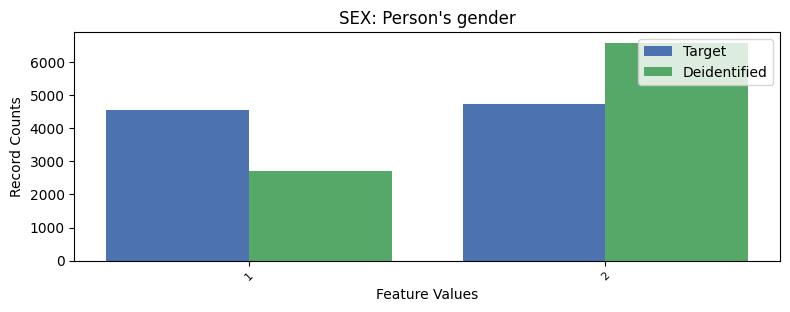 SEX: Person's gender
Target
Deidentified
Record Counts
6000
5000
4000
3000
2000
1000
0
1
2
Feature Values